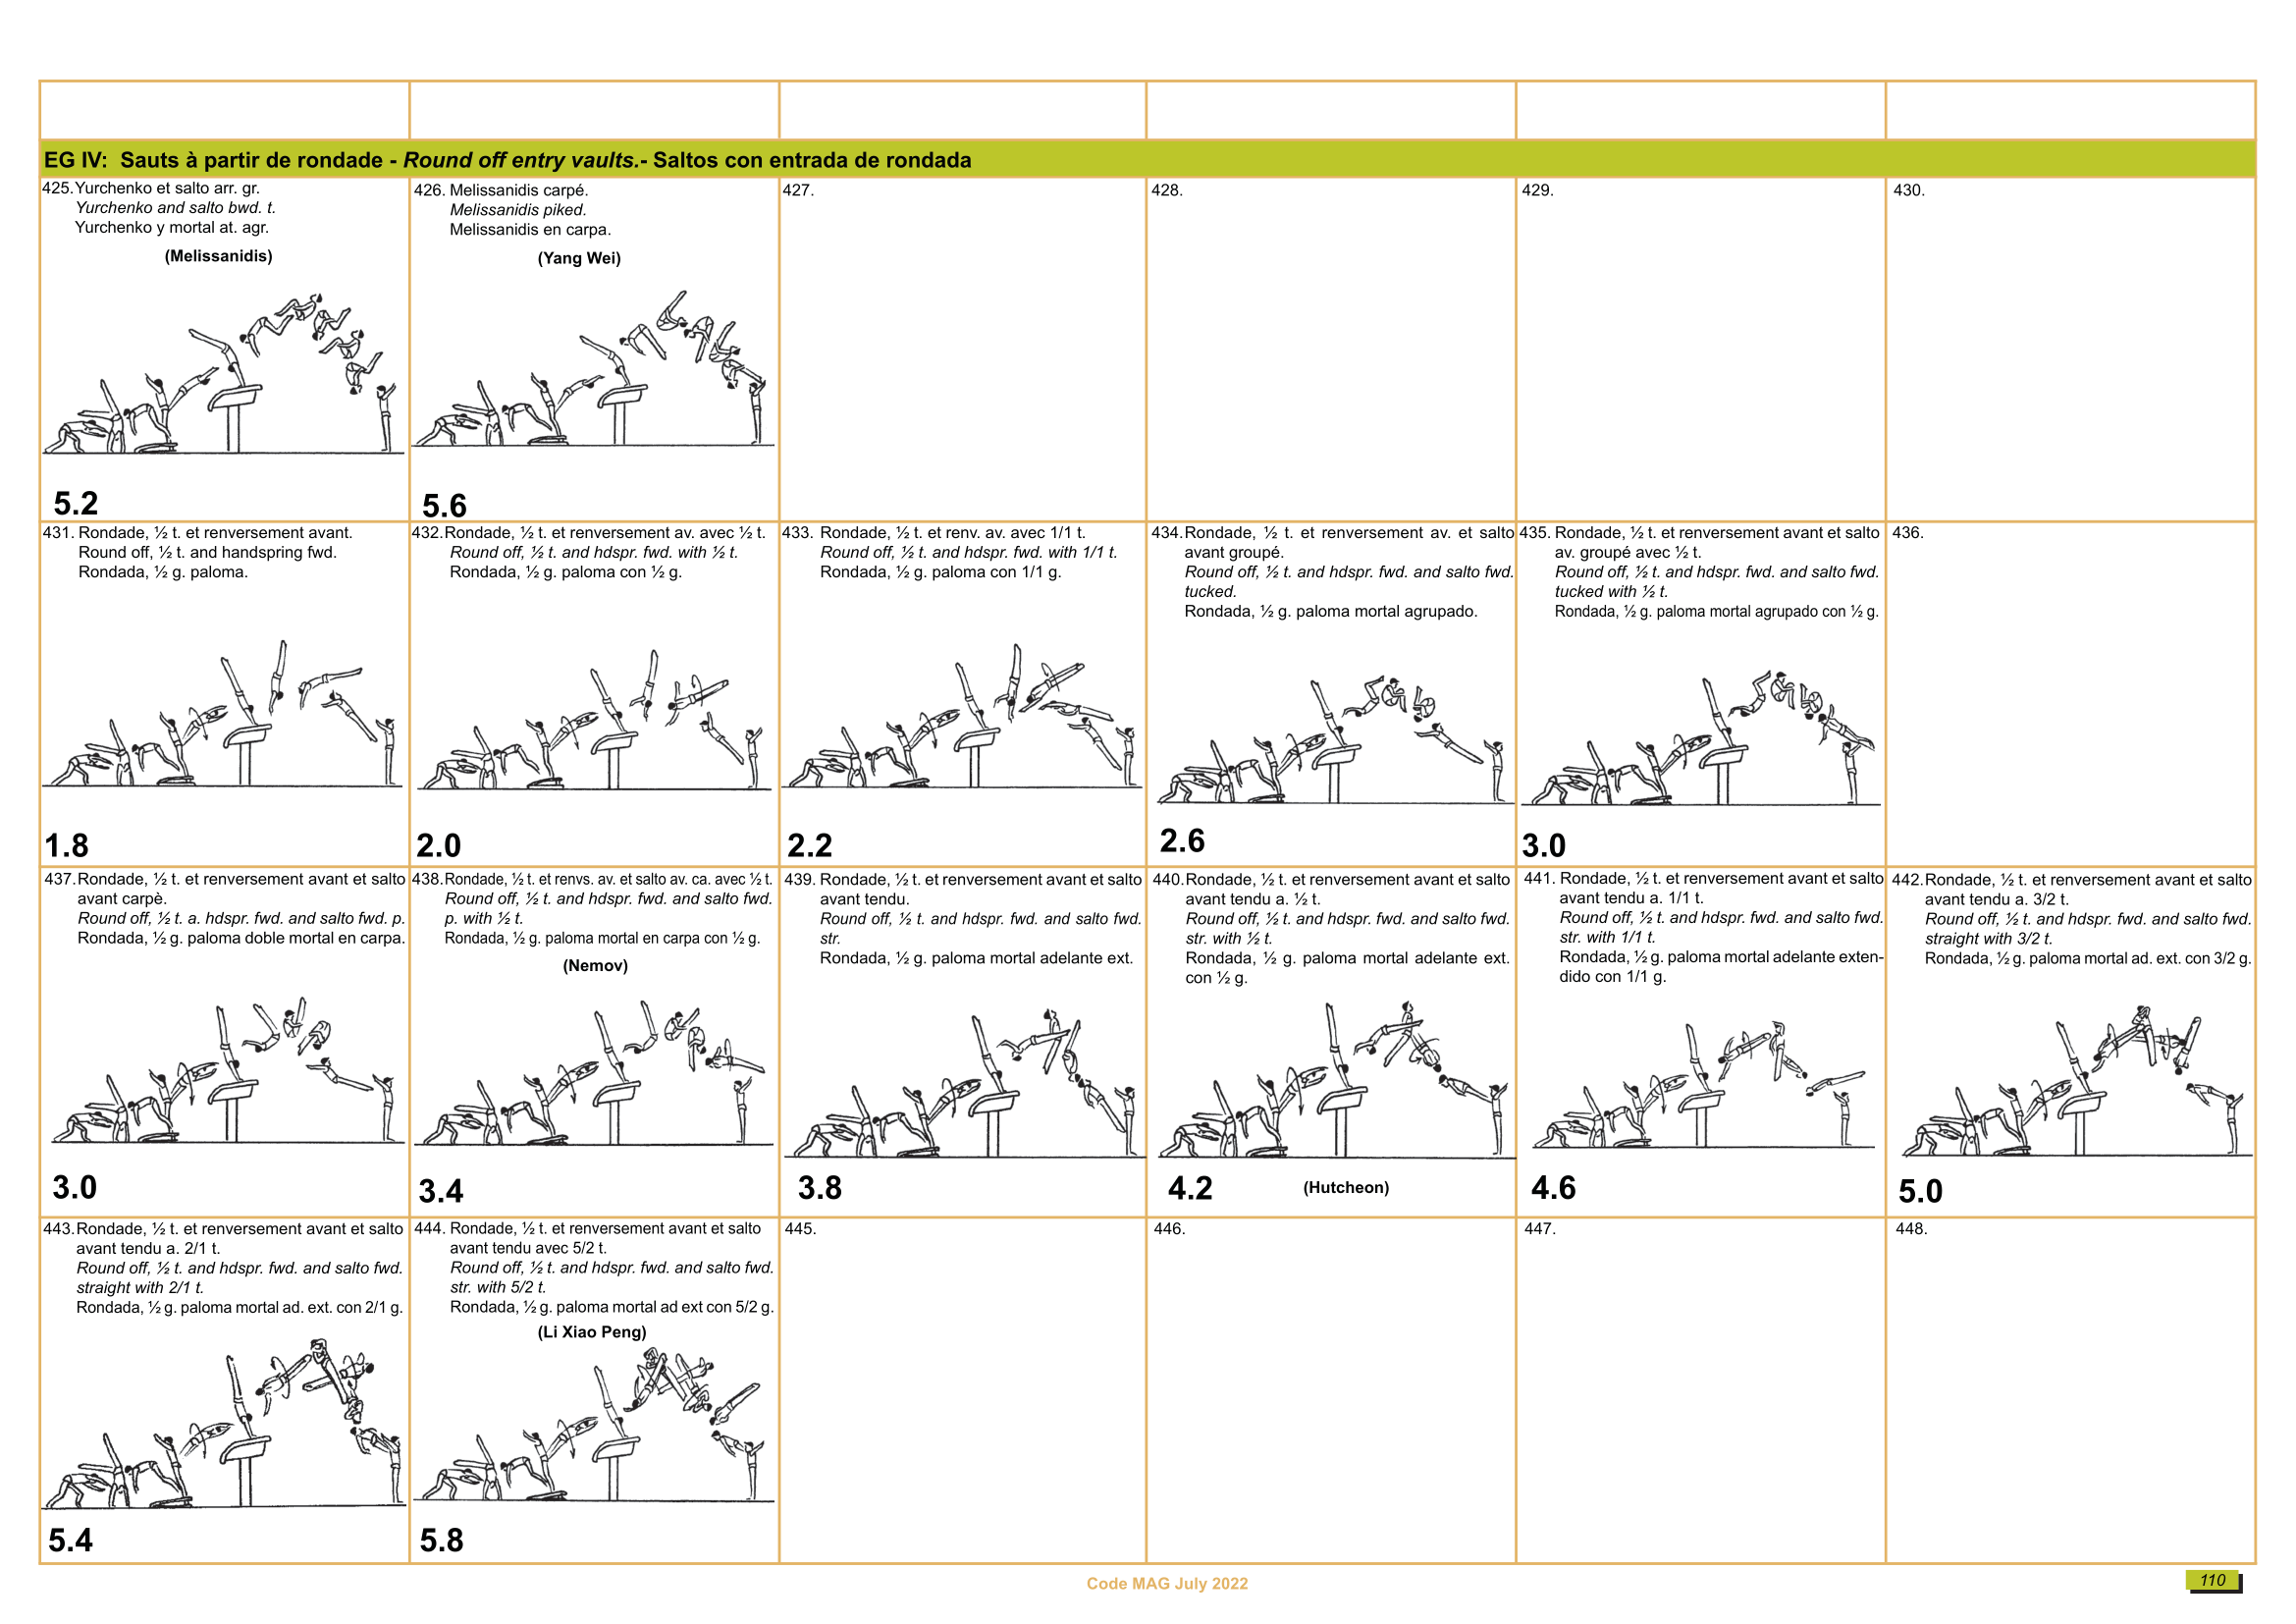 EG IV: Sauts à partir de rondade - Round off entry vaults.- Saltos con entrada de rondada
425. Yurchenko et salto arr. gr.
Yurchenko and salto bwd. t.
Yurchenko y mortal at. agr.
(Melissanidis)
5.2
426. Melissanidis carpé.
Melissanidis piked.
Melissanidis en carpa.
(Yang Wei)
5.6
427.
428.
429.
430.
431. Rondade, ½ t. et renversement avant.
Round off, ½ t. and handspring fwd.
Rondada, ½ g. paloma.
1.8
432. Rondade, ½ t. et renversement av. avec ½ t.
Round off, ½ t. and hdspr. fwd. with ½ t.
Rondada, ½ g. paloma con ½ g.
2.0
433. Rondade, ½ t. et renv. av. avec 1/1 t.
Round off, ½ t. and hdspr. fwd. with 1/1 t.
Rondada, ½ g. paloma con 1/1 g.
2.2
434. Rondade, ½ t. et renversement av. et salto
avant groupé.
Round off, ½ t. and hdspr. fwd. and salto fwd.
tucked.
Rondada, ½ g. paloma mortal agrupado.
2.6
435. Rondade, ½ t. et renversement avant et salto
av. groupé avec ½ t.
Round off, ½ t. and hdspr. fwd. and salto fwd.
tucked with ½ t.
Rondada, ½ g. paloma mortal agrupado con ½ g.
3.0
436.
437. Rondade, ½ t. et renversement avant et salto
avant carpè.
Round off, ½ t. a. hdspr. fwd. and salto fwd. p.
Rondada, ½ g. paloma doble mortal en carpa.
3.0
438. Rondade, ½ t. et renvs. av. et salto av. ca. avec ½ t.
Round off, ½ t. and hdspr. fwd. and salto fwd.
p. with ½ t.
Rondada, ½ g. paloma mortal en carpa con ½ g.
(Nemov)
3.4
439. Rondade, ½ t. et renversement avant et salto
avant tendu.
Round off, ½ t. and hdspr. fwd. and salto fwd.
str.
Rondada, ½ g. paloma mortal adelante ext.
3.8
440. Rondade, ½ t. et renversement avant et salto
avant tendu a. ½ t.
Round off, ½ t. and hdspr. fwd. and salto fwd.
str. with ½ t.
Rondada, ½ g. paloma mortal adelante ext.
con ½ g.
4.2 (Hutcheon)
441. Rondade, ½ t. et renversement avant et salto
avant tendu a. 1/1 t.
Round off, ½ t. and hdspr. fwd. and salto fwd.
str. with 1/1 t.
Rondada, ½ g. paloma mortal adelante exten-
dido con 1/1 g.
4.6
442. Rondade, ½ t. et renversement avant et salto
avant tendu a. 3/2 t.
Round off, ½ t. and hdspr. fwd. and salto fwd.
straight with 3/2 t.
Rondada, ½ g. paloma mortal ad. ext. con 3/2 g.
5.0
443. Rondade, ½ t. et renversement avant et salto
avant tendu a. 2/1 t.
Round off, ½ t. and hdspr. fwd. and salto fwd.
straight with 2/1 t.
Rondada, ½ g. paloma mortal ad. ext. con 2/1 g.
5.4
444. Rondade, ½ t. et renversement avant et salto
avant tendu avec 5/2 t.
Round off, ½ t. and hdspr. fwd. and salto fwd.
str. with 5/2 t.
Rondada, ½ g. paloma mortal ad ext con 5/2 g.
(Li Xiao Peng)
5.8
445.
446.
447.
448.
Code MAG July 2022
110